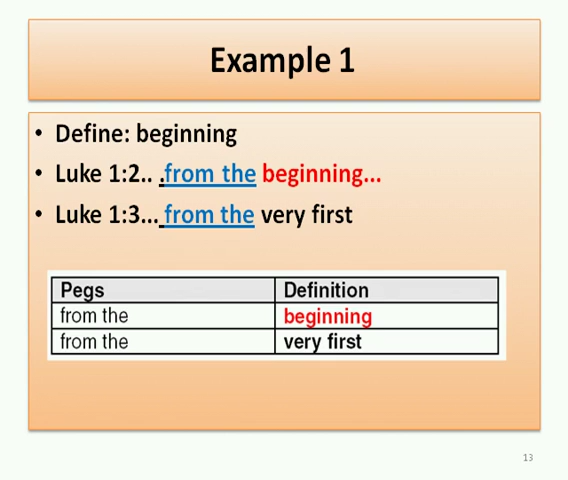 Example 1
• Define: beginning
• Luke 1:2.. .from the beginning...
• Luke 1:3... from the very first
Pegs Definition
from the beginning
from the very first
13